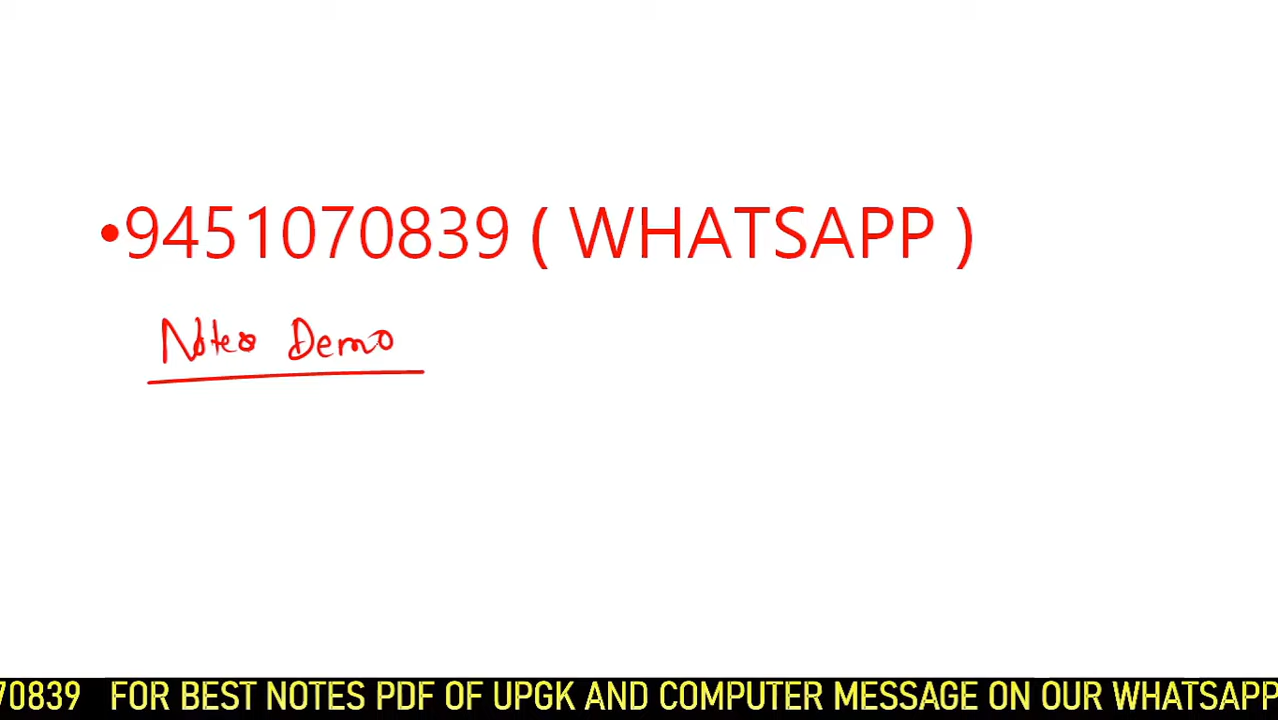 •9451070839 ( WHATSAPP )
Notes Demo
70839 FOR BEST NOTES PDF OF UPGK AND COMPUTER MESSAGE ON OUR WHATSAPP